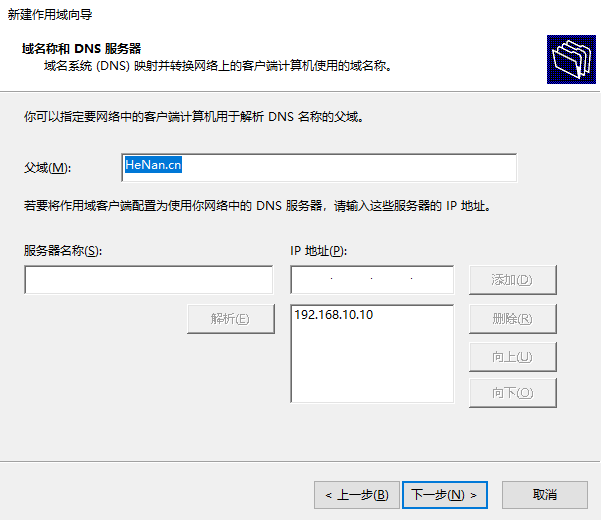 新建作用域向导
域名称和 DNS 服务器
域名系统 (DNS) 映射并转换网络上的客户端计算机使用的域名称。
你可以指定要网络中的客户端计算机用于解析 DNS 名称的父域。
父域(M): HeNan.cn
若要将作用域客户端配置为使用你网络中的 DNS 服务器，请输入这些服务器的 IP 地址。
服务器名称(S): IP 地址(P):
. . . 添加(D)
解析(E) 192.168.10.10 删除(R)
向上(U)
向下(O)
< 上一步(B) 下一步(N) > 取消